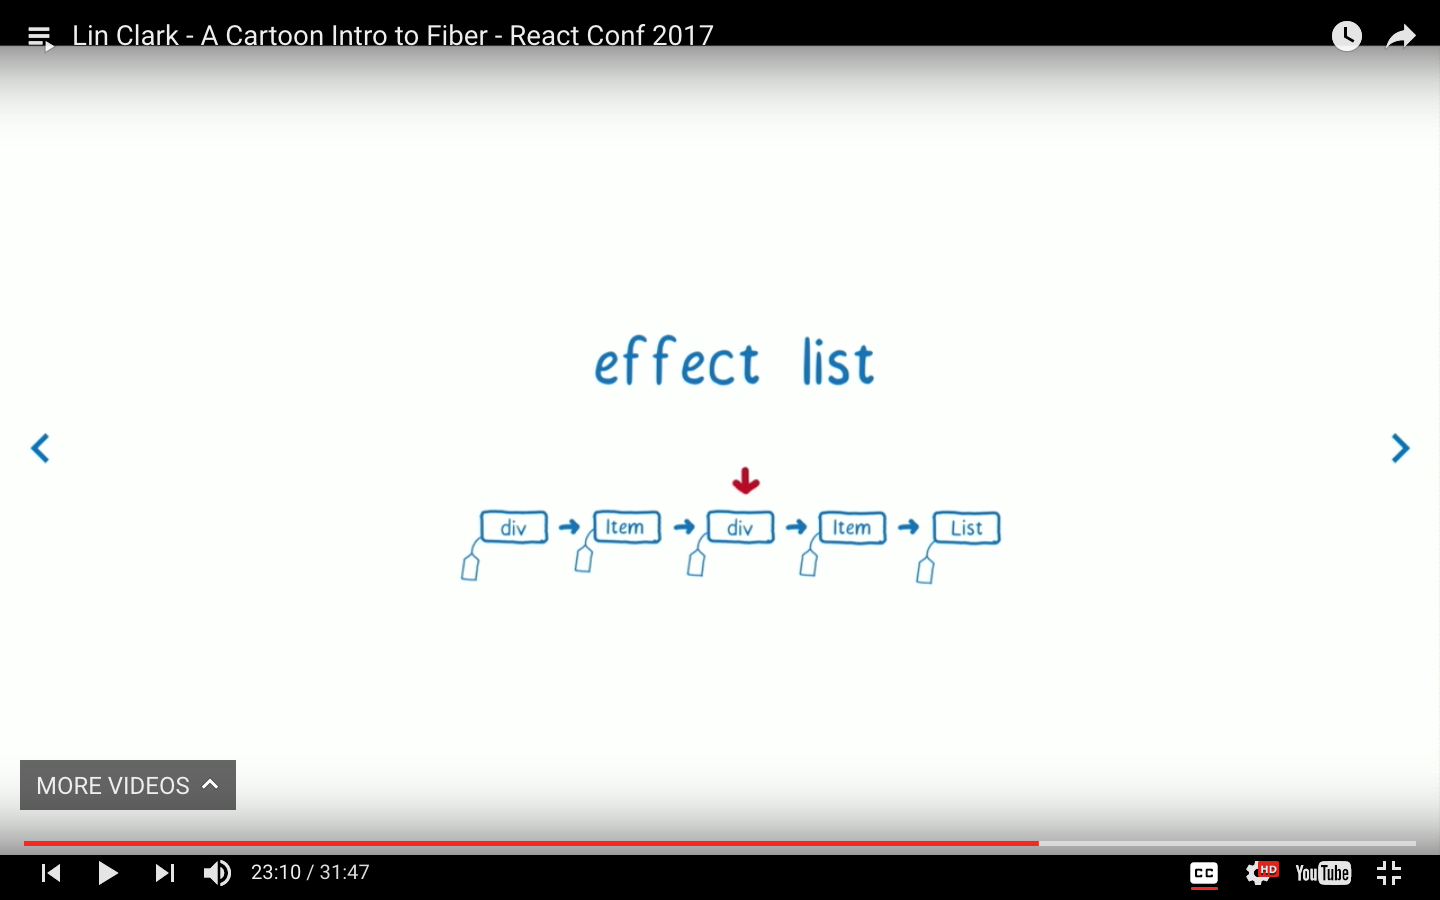 Lin Clark - A Cartoon Intro to Fiber - React Conf 2017
effect list
div Item div Item List
MORE VIDEOS
23:10 / 31:47 CC HD YouTube